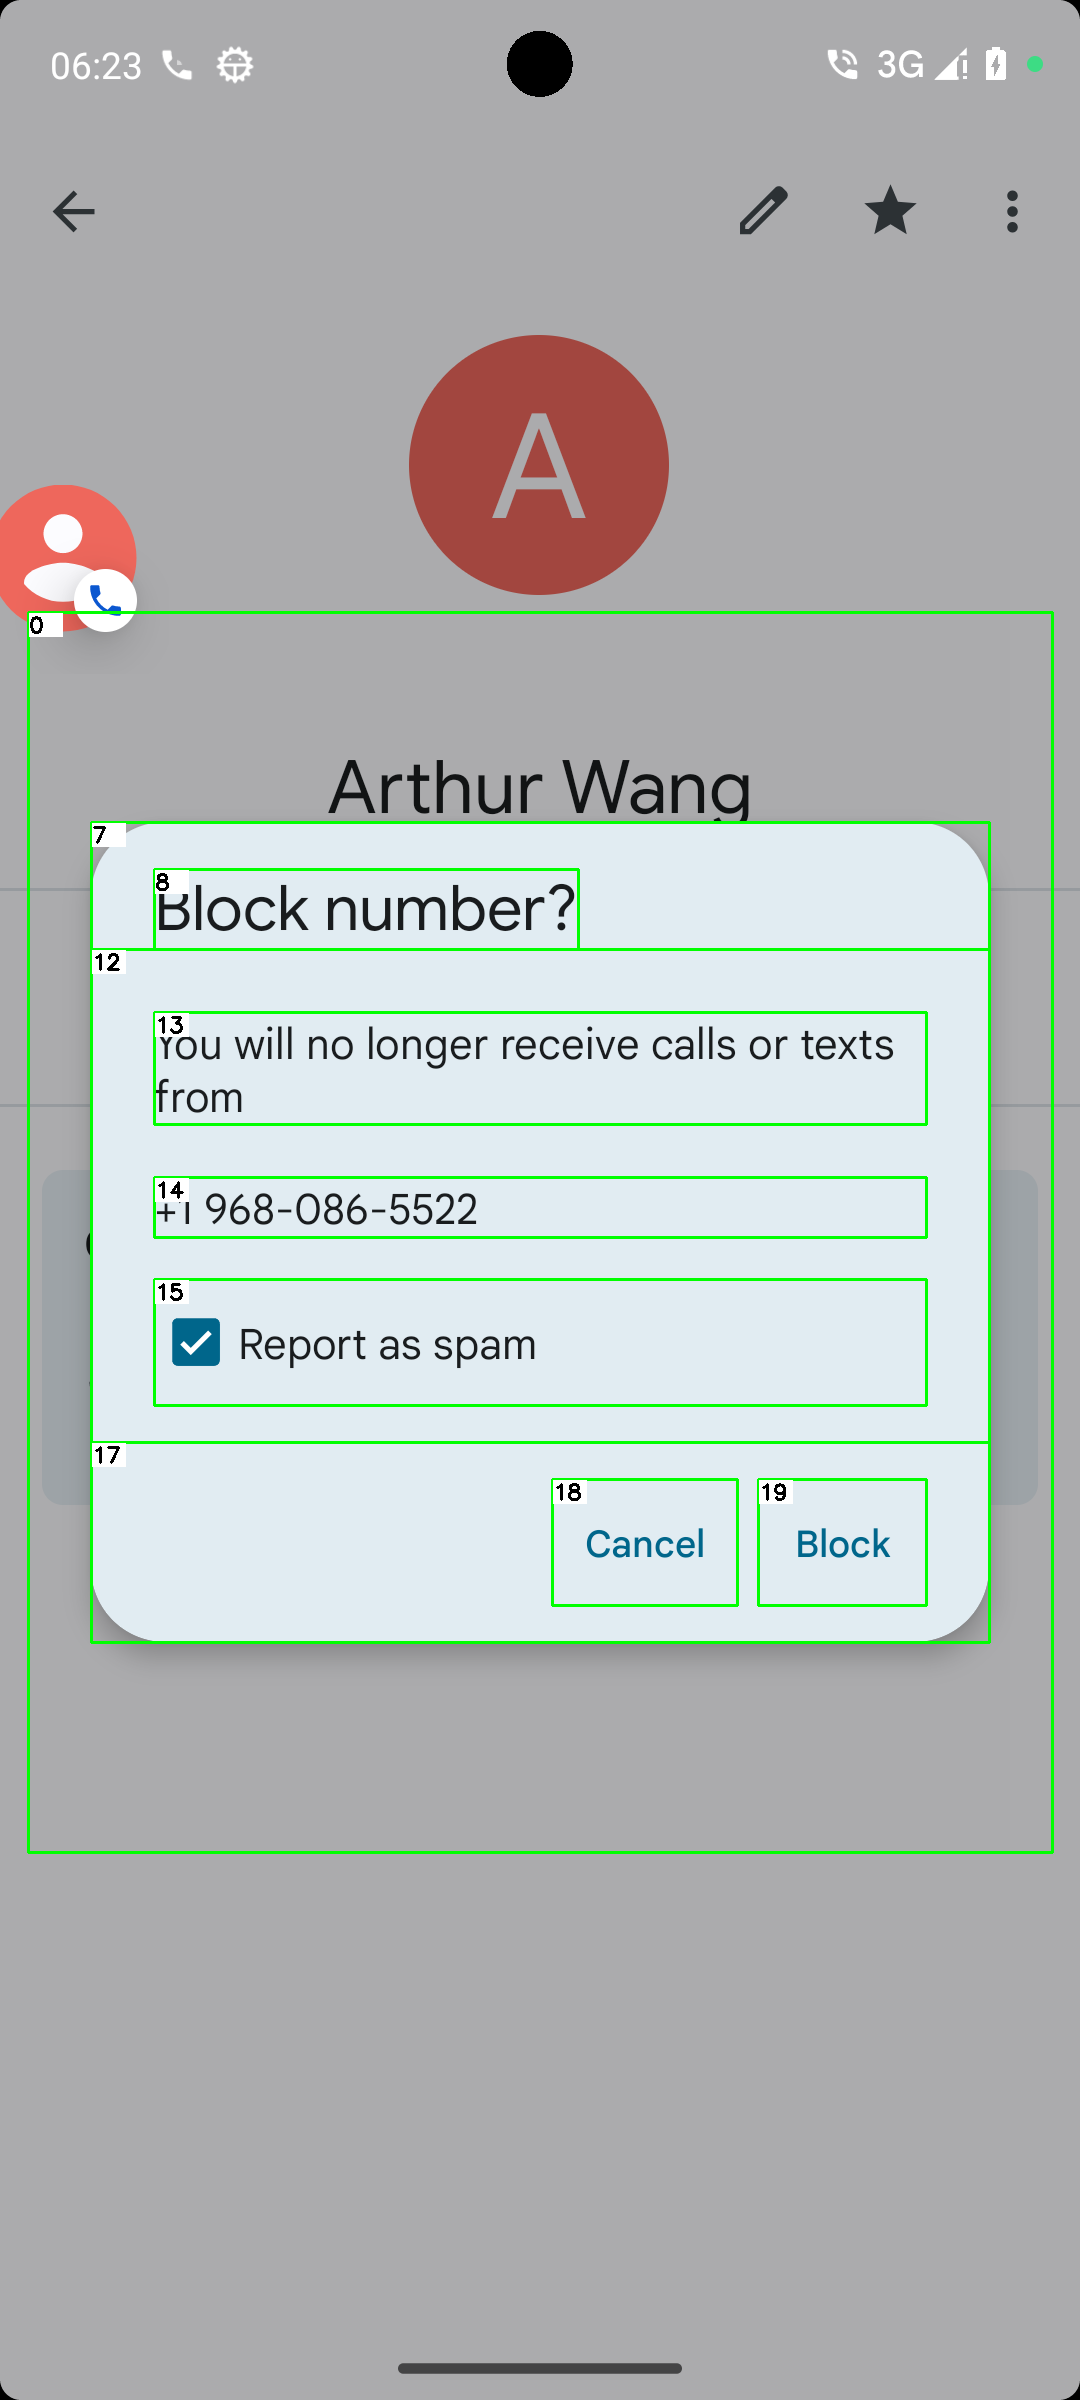 06:23
3G
A
0
Arthur Wang
7
8
Block number?
12
13
You will no longer receive calls or texts
from
14
+1 968-086-5522
15
Report as spam
17
18
Cancel
19
Block